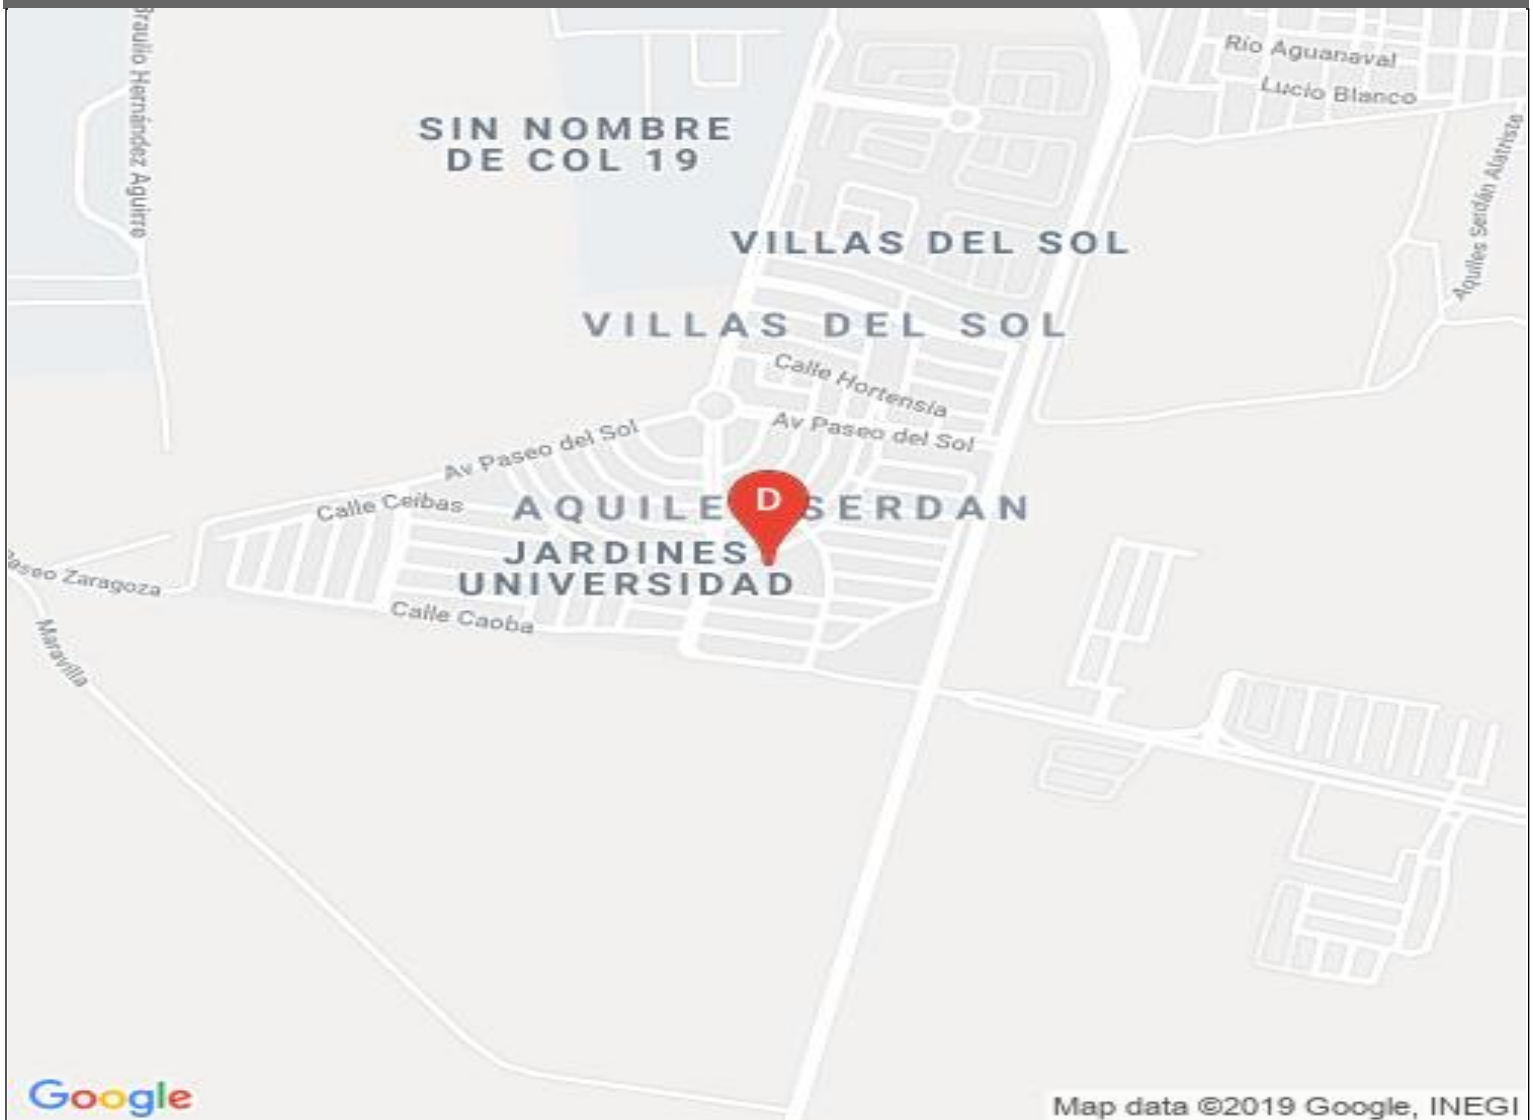 Río Aguanaval
Lucio Blanco
Braulio Hernández Aguirre
Aquiles Serdán Alatriste
SIN NOMBRE
DE COL 19
VILLAS DEL SOL
VILLAS DEL SOL
Calle Hortensia
Av Paseo del Sol
Av Paseo del Sol
Calle Ceibas
AQUILE SERDAN
D
JARDINES
UNIVERSIDAD
Paseo Zaragoza
Calle Caoba
Maravilla
Google
Map data ©2019 Google, INEGI